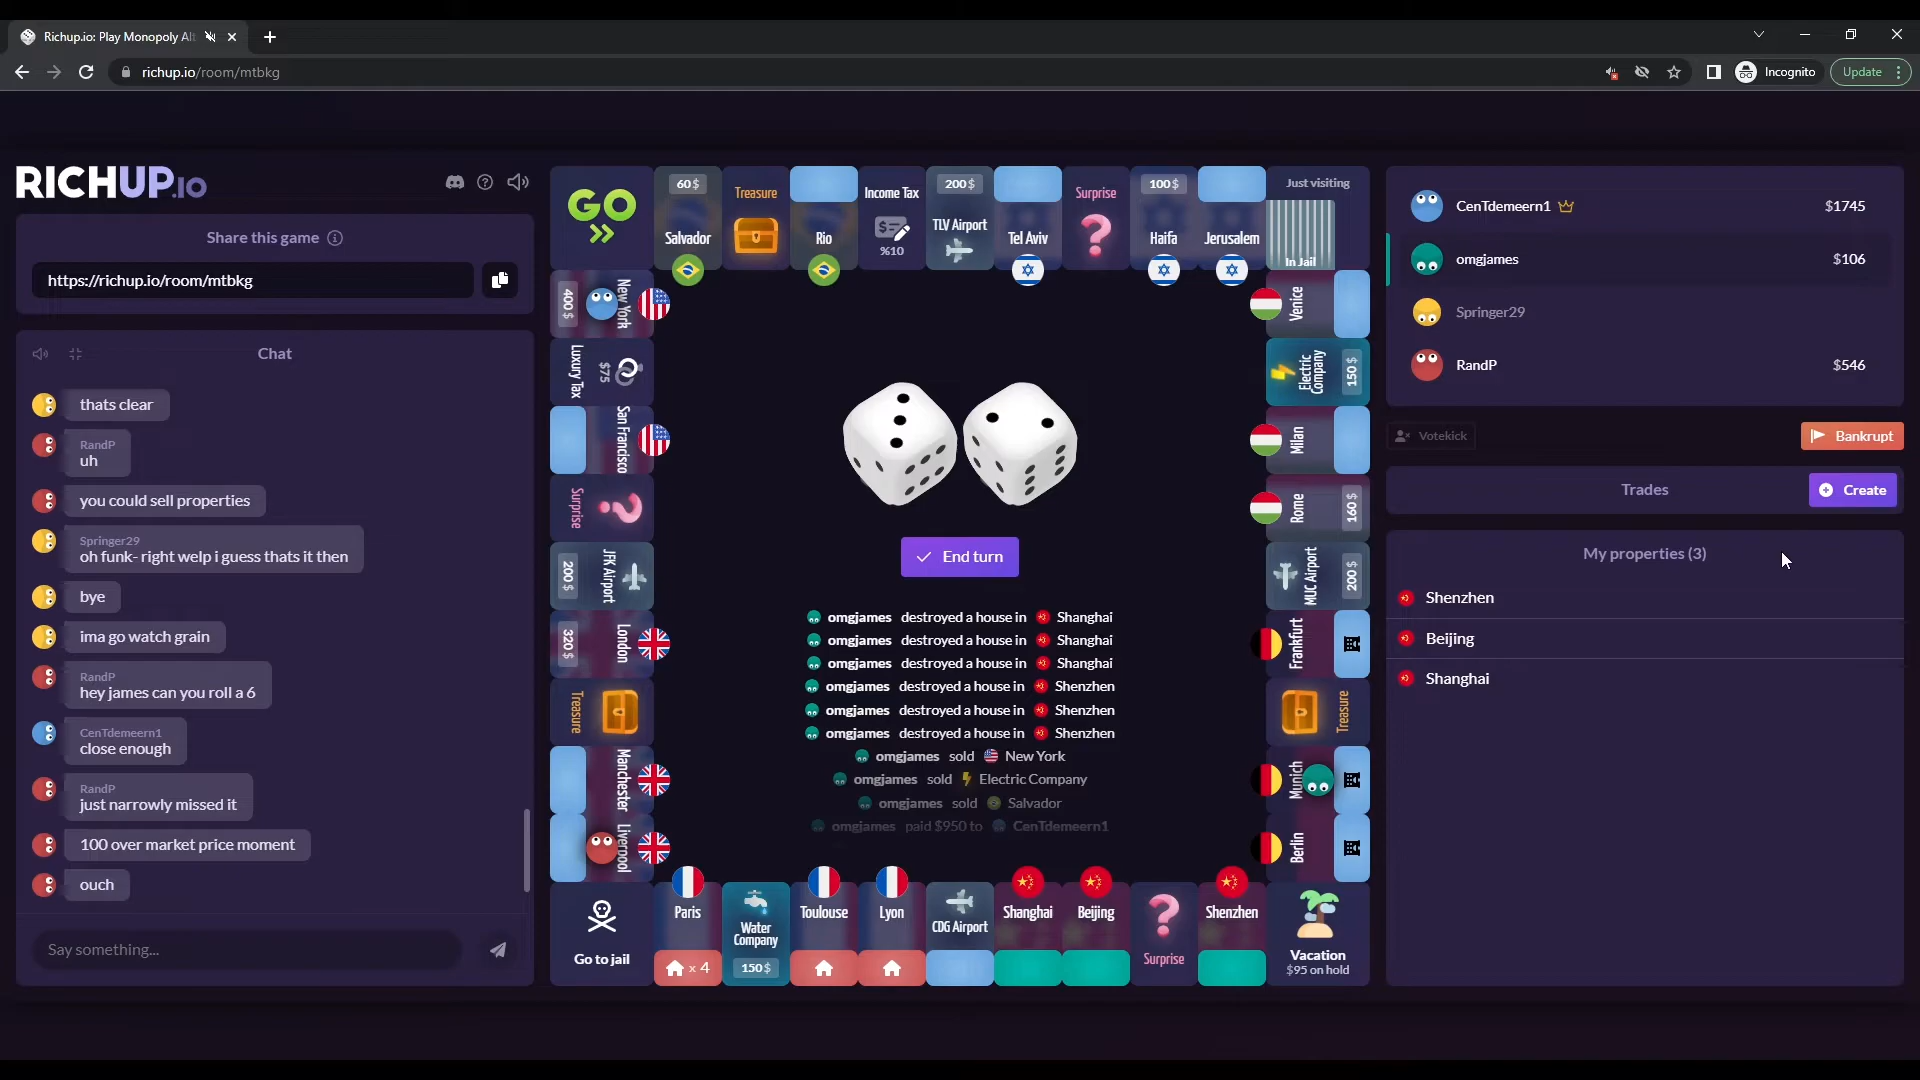 Richup.io: Play Monopoly Alt
richup.io/room/mtbkg
Incognito
Update
RICHUP.IO
Share this game
https://richup.io/room/mtbkg
Chat
thats clear
RandP
uh
you could sell properties
Springer29
oh funk- right welp i guess thats it then
bye
ima go watch grain
RandP
hey james can you roll a 6
CenTdemeern1
close enough
RandP
just narrowly missed it
100 over market price moment
ouch
Say something...
GO
60 $
Salvador
Treasure
Rio
Income Tax
%10
200 $
TLV Airport
Tel Aviv
Surprise
100 $
Haifa
Jerusalem
Just visiting
In Jail
Venice
Electric
Company
150 $
Milan
Rome
160 $
MUC Airport
200 $
Frankfurt
Treasure
Munich
Berlin
Vacation
$95 on hold
Shenzhen
Surprise
Beijing
Shanghai
CDG Airport
Lyon
Toulouse
Water
Company
150 $
Paris
x 4
Go to jail
Liverpool
Manchester
Treasure
London
320 $
JFK Airport
200 $
Surprise
San Francisco
Luxury Tax
$75
New York
400 $
End turn
omgjames destroyed a house in Shanghai
omgjames destroyed a house in Shanghai
omgjames destroyed a house in Shanghai
omgjames destroyed a house in Shenzhen
omgjames destroyed a house in Shenzhen
omgjames destroyed a house in Shenzhen
omgjames sold New York
omgjames sold Electric Company
omgjames sold Salvador
omgjames paid $950 to CenTdemeern1
CenTdemeern1 $1745
omgjames $106
Springer29
RandP $546
Votekick
Bankrupt
Trades
Create
My properties (3)
Shenzhen
Beijing
Shanghai